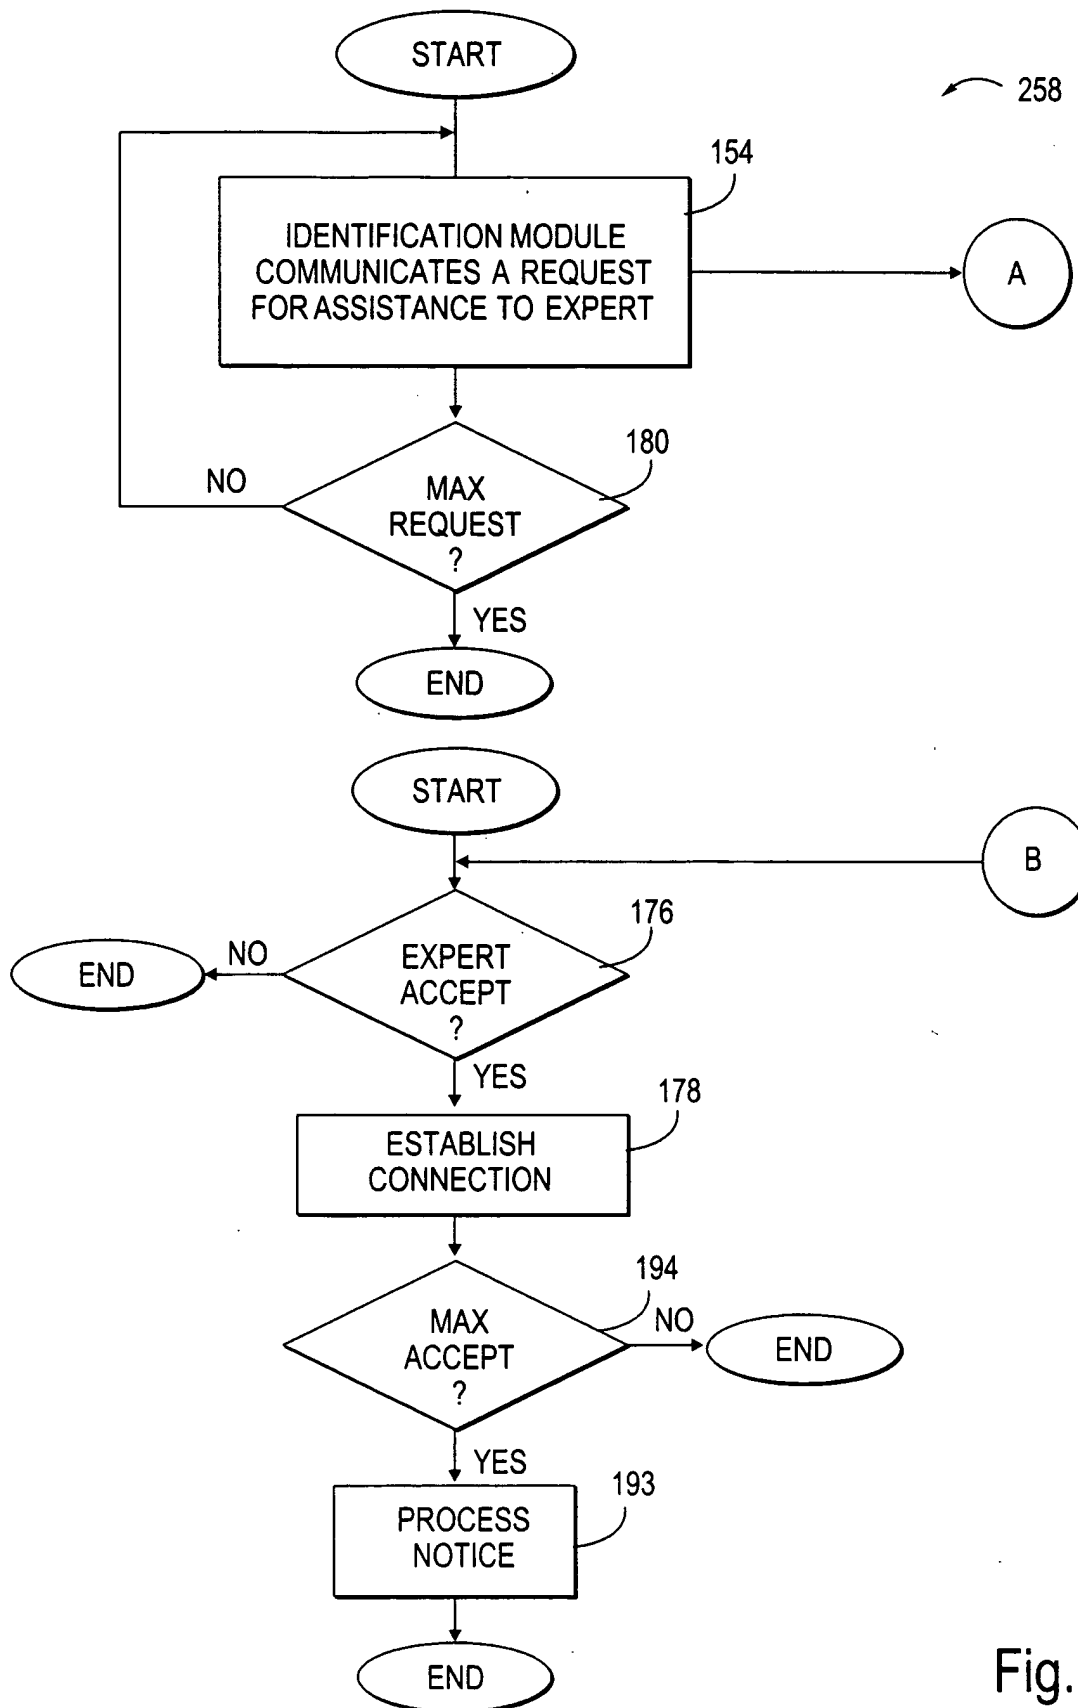 START
258
154
IDENTIFICATION MODULE
COMMUNICATES A REQUEST
FOR ASSISTANCE TO EXPERT
A
180
NO
MAX
REQUEST
?
YES
END
START
B
176
END
NO
EXPERT
ACCEPT
?
YES
178
ESTABLISH
CONNECTION
194
MAX
ACCEPT
?
NO
END
YES
193
PROCESS
NOTICE
END
Fig.